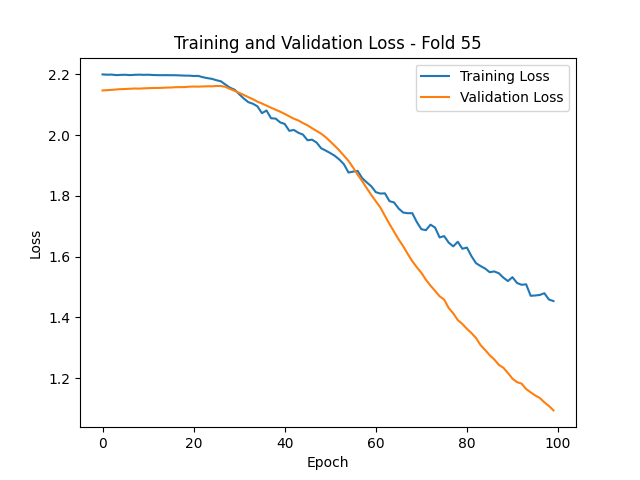 Training and Validation Loss - Fold 55
Training Loss
Validation Loss
Loss
2.2
2.0
1.8
1.6
1.4
1.2
0 20 40 60 80 100
Epoch